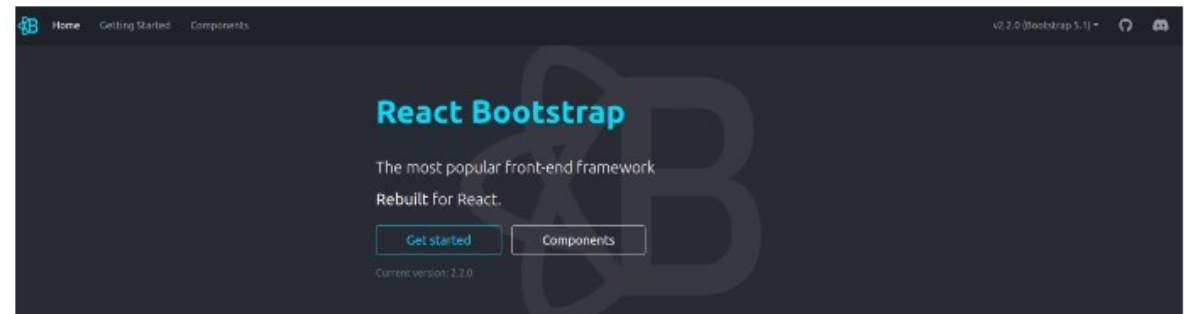 B Home Getting Started Components v2.2.0 (Bootstrap 5.1)
React Bootstrap
The most popular front-end framework
Rebuilt for React.
Get started Components
Current version: 2.2.0